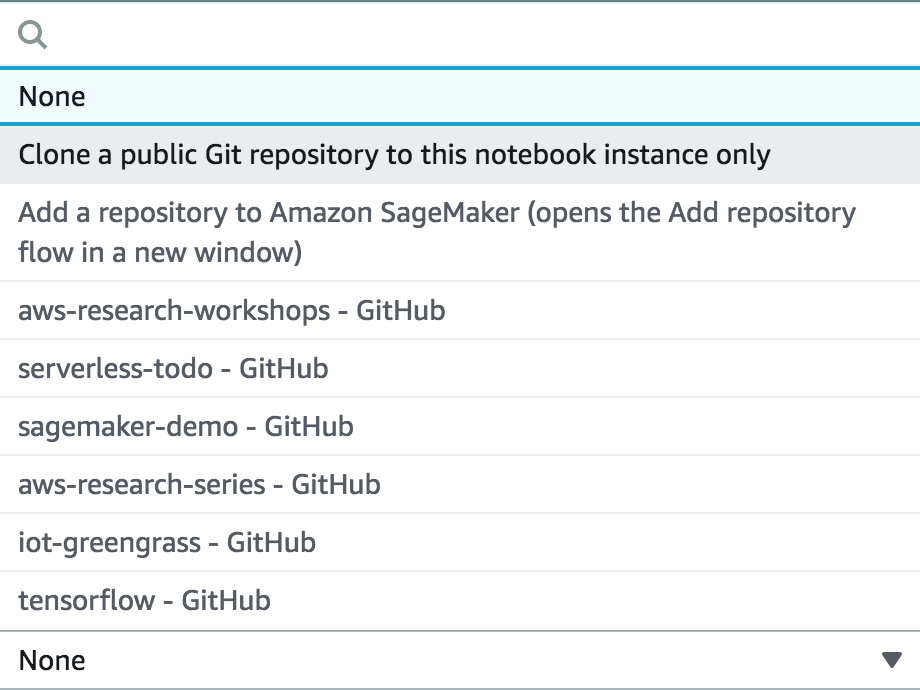 None
Clone a public Git repository to this notebook instance only
Add a repository to Amazon SageMaker (opens the Add repository
flow in a new window)
aws-research-workshops - GitHub
serverless-todo - GitHub
sagemaker-demo - GitHub
aws-research-series - GitHub
iot-greengrass - GitHub
tensorflow - GitHub
None